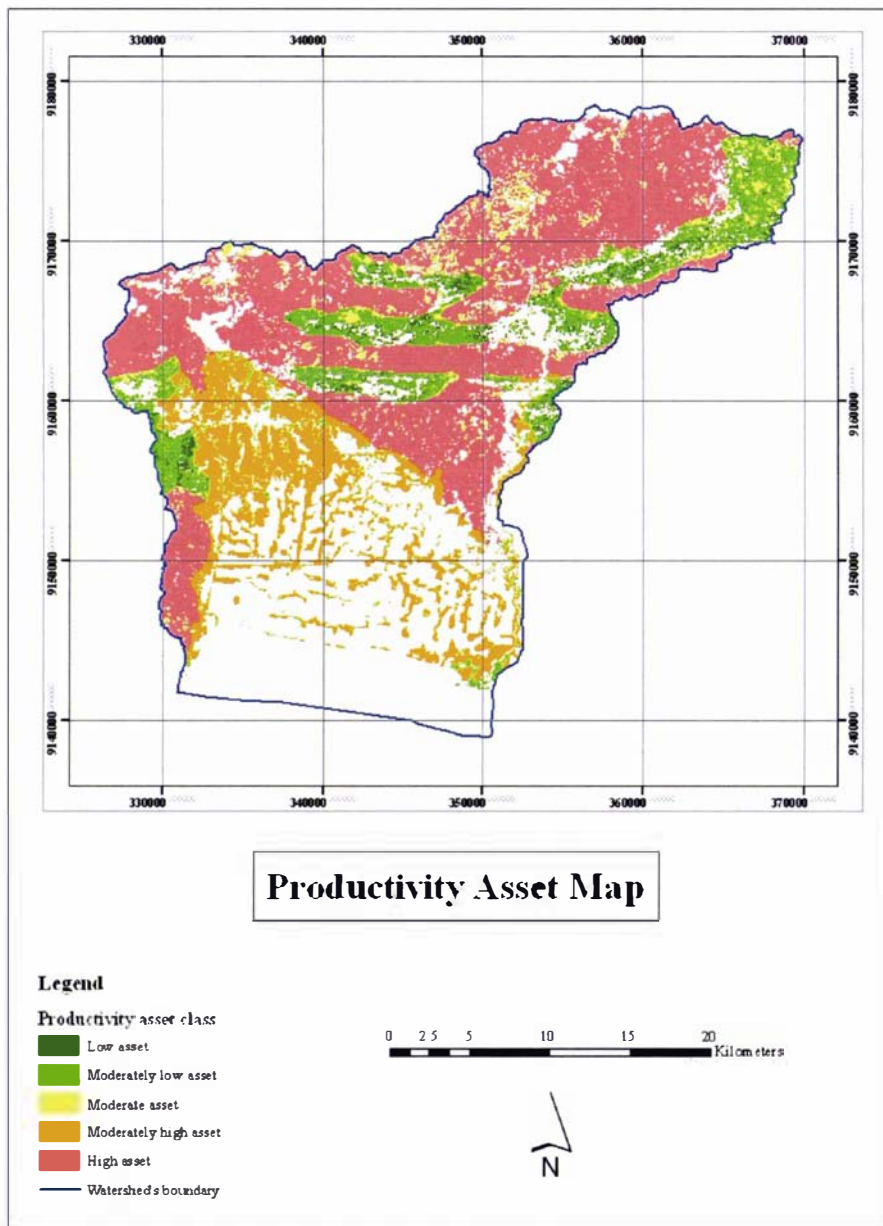 330000 340000 350000 360000 370000
9180000 9180000
9170000 9170000
9160000 9160000
9150000 9150000
9140000 9140000
330000 340000 350000 360000 370000
Productivity Asset Map
Legend
Productivity asset class
Low asset
Moderately low asset
Moderate asset
Moderately high asset
High asset
Watershed's boundary
0 2.5 5 10 15 20
Kilometers
N